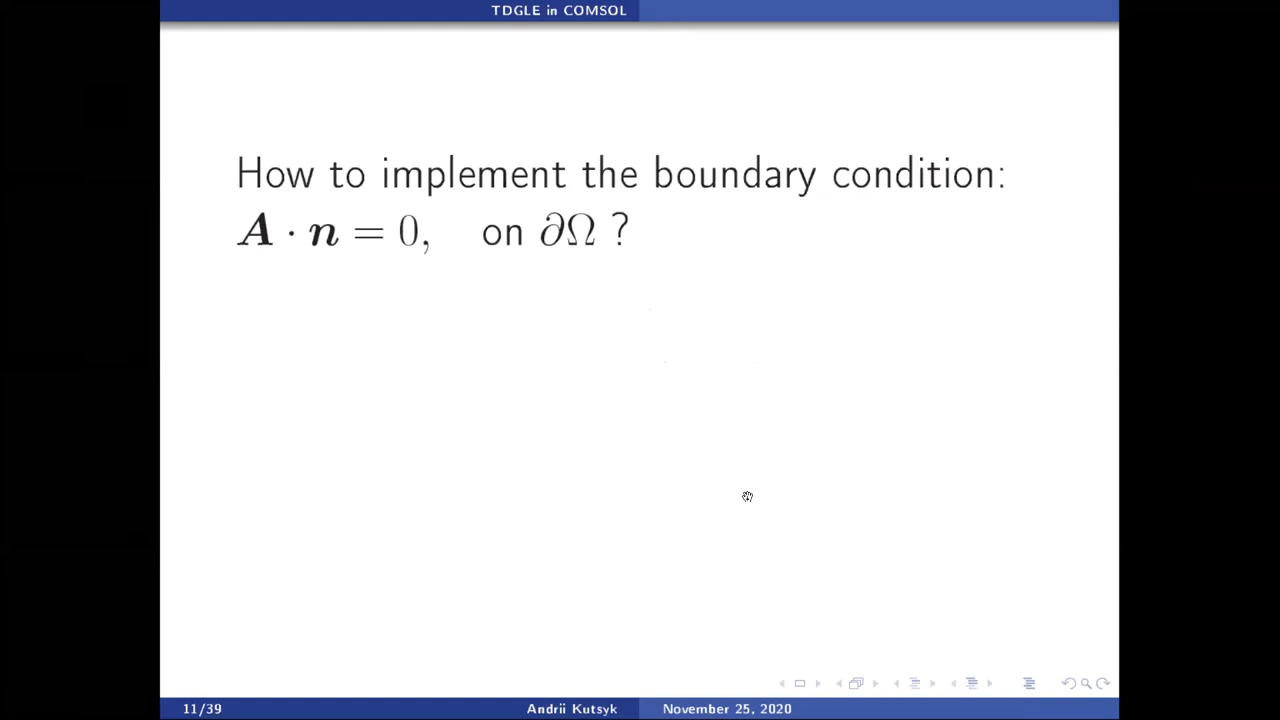 TDGLE in COMSOL
How to implement the boundary condition:
A · n = 0, on ∂Ω ?
11/39 Andrii Kutsyk November 25, 2020